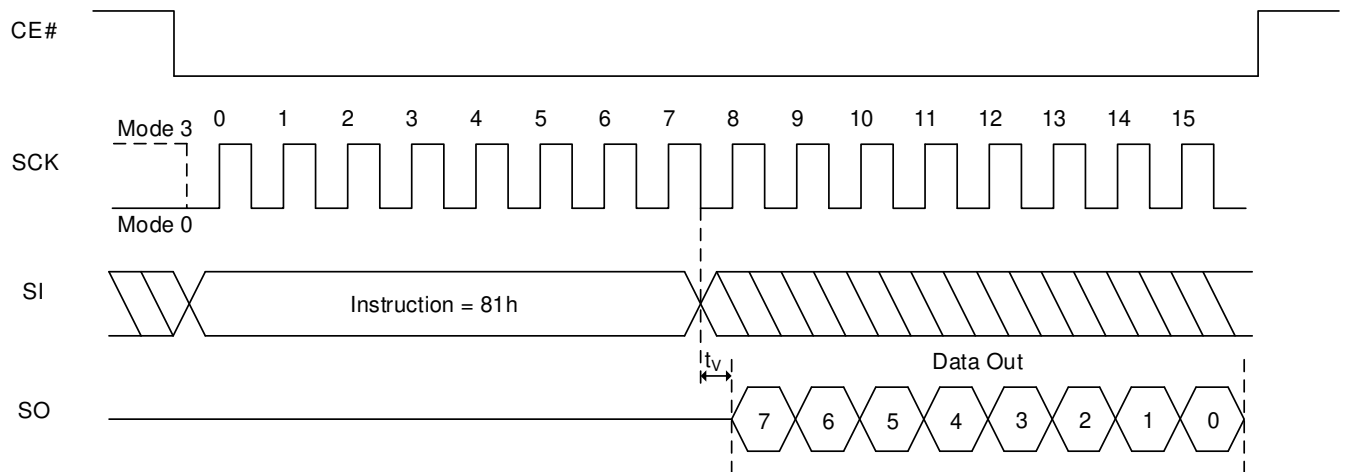 CE#
Mode 3
0 1 2 3 4 5 6 7 8 9 10 11 12 13 14 15
SCK
Mode 0
SI
Instruction = 81h
tV
Data Out
SO
7 6 5 4 3 2 1 0